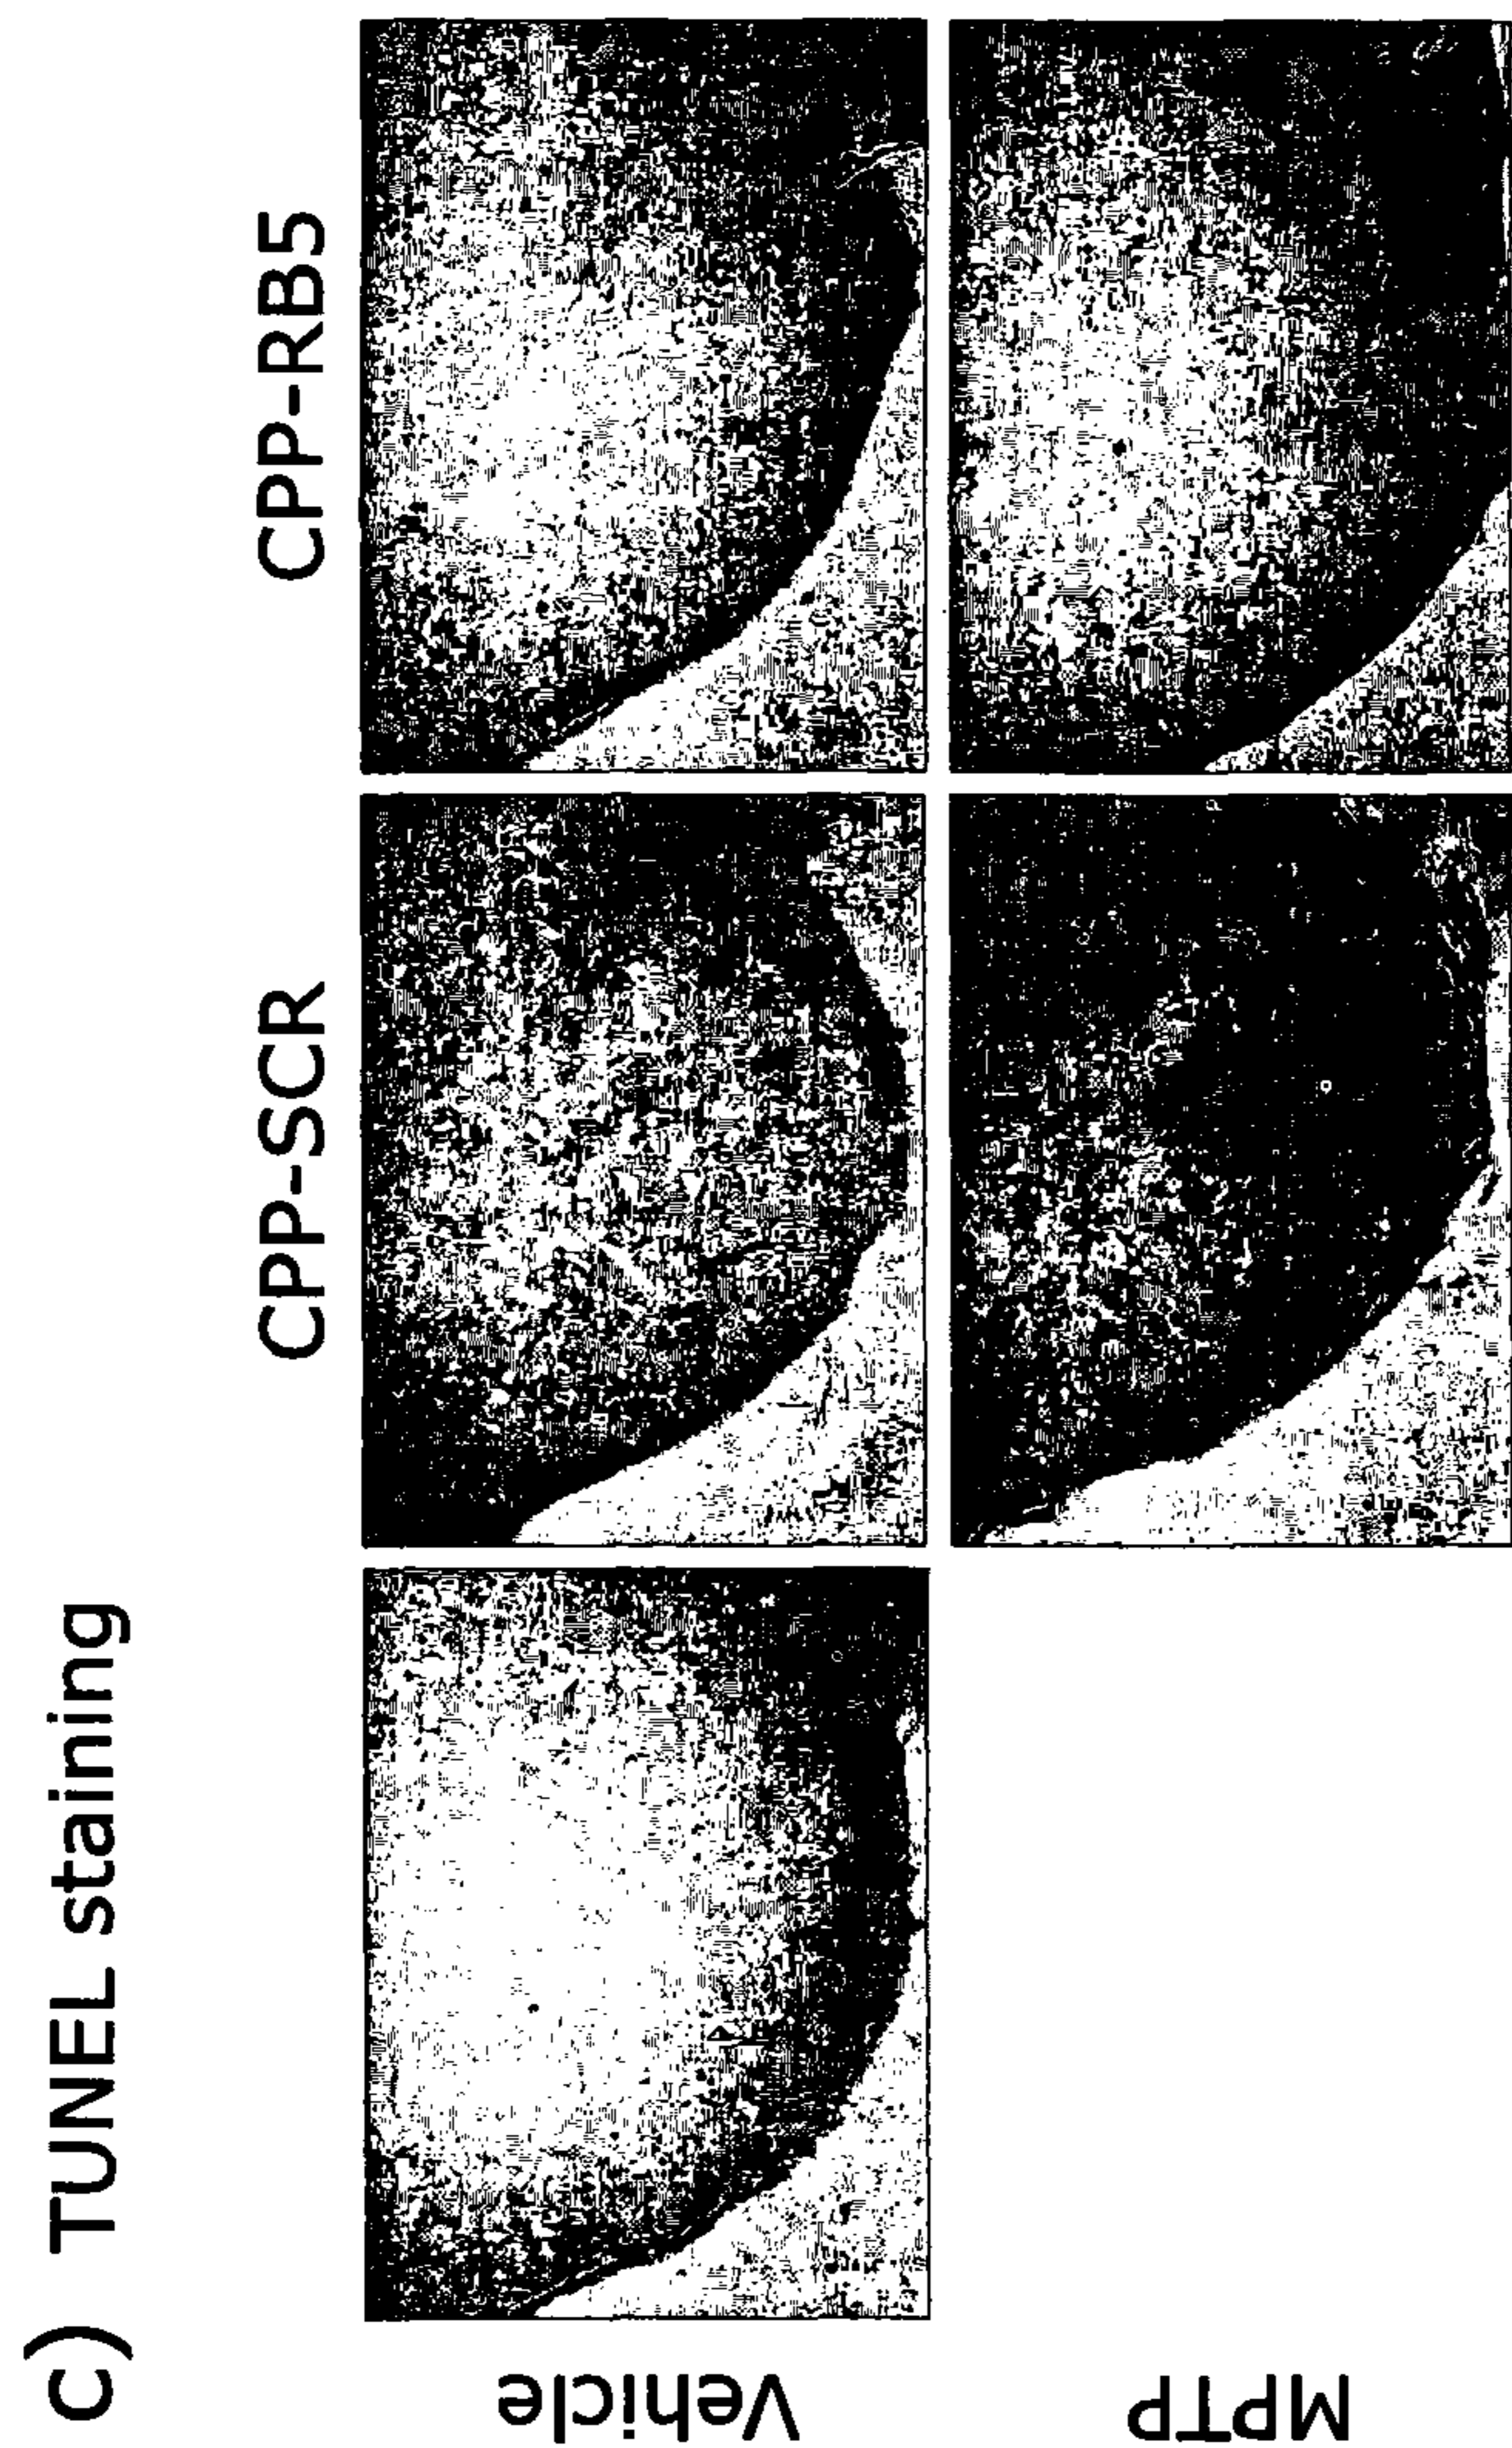 c) TUNEL staining
CPP-SCR
CPP-RB5
Vehicle
MPTP